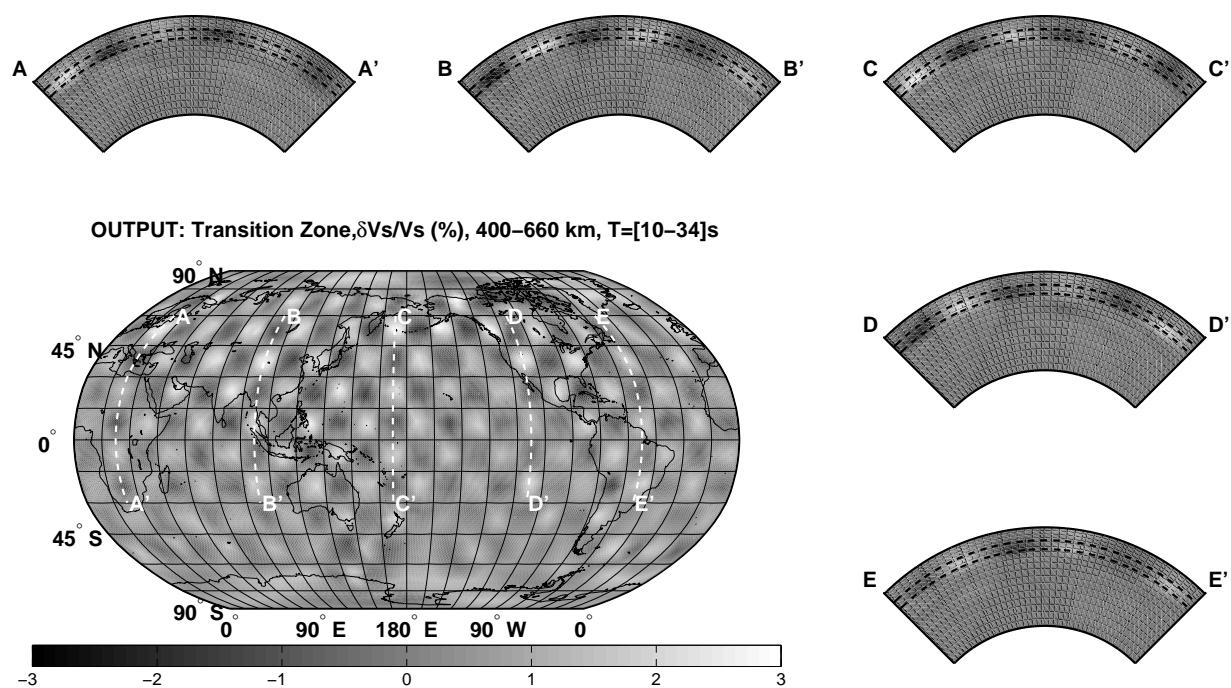 A A'
B B'
C C'
OUTPUT: Transition Zone,δVs/Vs (%), 400–660 km, T=[10–34]s
90° N
45° N
0°
45° S
90° S
A B C D E
A' B' C' D' E'
0° 90° E 180° E 90° W 0°
−3 −2 −1 0 1 2 3
D D'
E E'